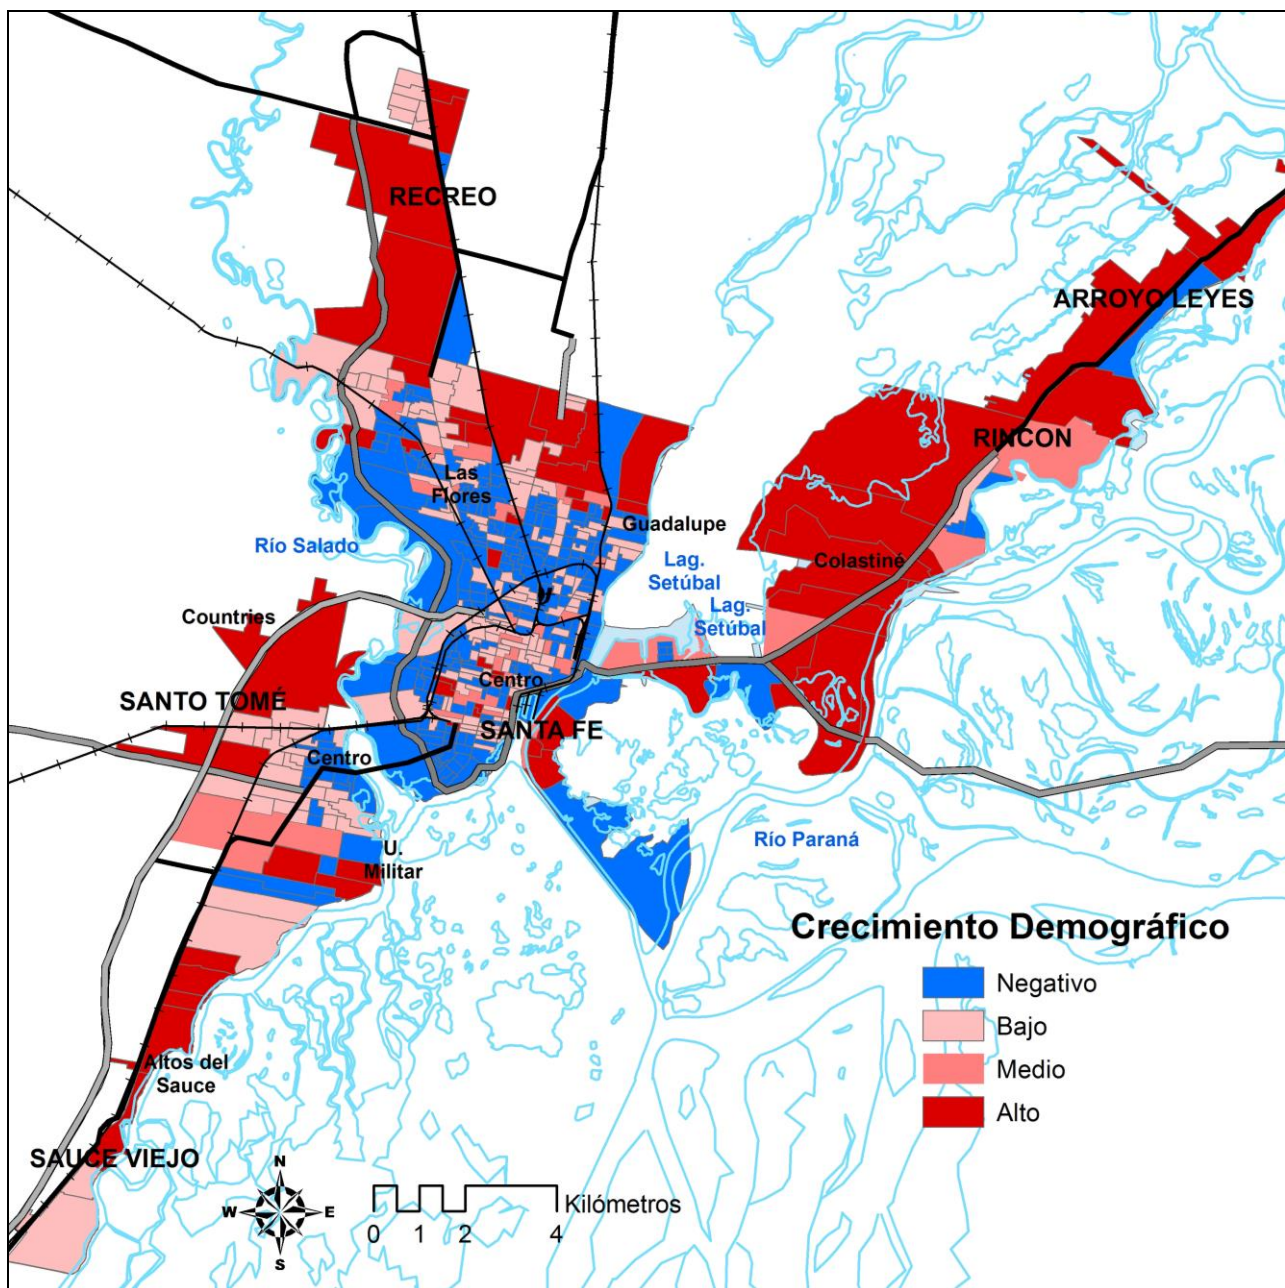 RECREO
ARROYO LEYES
RINCON
Las
Flores
Guadalupe
Río Salado
Lag.
Setúbal
Colastiné
Lag.
Setúbal
Countries
Centro
SANTO TOMÉ
SANTA FE
Centro
U.
Militar
Río Paraná
Crecimiento Demográfico
Negativo
Bajo
Medio
Alto
Altos del
Sauce
SAUCE VIEJO
N
W
E
S
Kilómetros
0 1 2 4